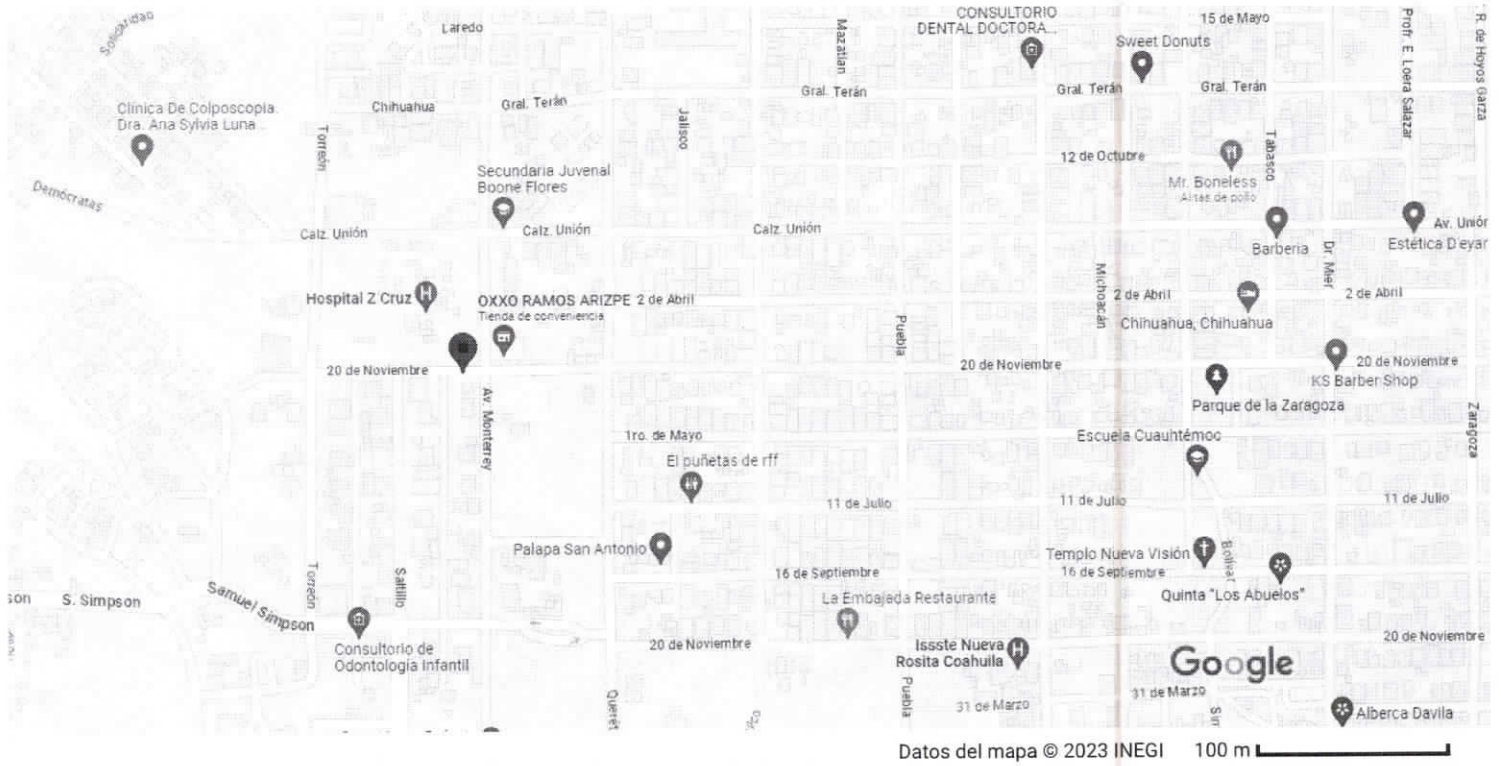 Solidaridad
Laredo
Mazatlan
CONSULTORIO
DENTAL DOCTORA...
15 de Mayo
Sweet Donuts
Profr. E. Loera Salazar
R. de Hoyos Garza
Clínica De Colposcopia.
Dra. Ana Sylvia Luna...
Chihuahua
Gral. Terán
Gral. Terán
Gral. Terán
Gral. Terán
Torreón
Jalisco
12 de Octubre
Tabasco
Secundaria Juvenal
Boone Flores
Mr. Boneless
Alitas de pollo
Demócratas
Calz. Unión
Calz. Unión
Calz. Unión
Av. Unión
Barbería
Estética D'eyar
Dr. Mier
Michoacán
Hospital Z Cruz
OXXO RAMOS ARIZPE
Tienda de conveniencia
2 de Abril
2 de Abril
2 de Abril
Chihuahua, Chihuahua
Puebla
20 de Noviembre
20 de Noviembre
20 de Noviembre
KS Barber Shop
Parque de la Zaragoza
Av. Monterrey
Zaragoza
1ro. de Mayo
Escuela Cuauhtémoc
El puñetas de rff
11 de Julio
11 de Julio
11 de Julio
Palapa San Antonio
Templo Nueva Visión
16 de Septiembre
16 de Septiembre
Bolívar
Quinta "Los Abuelos"
Torreón
Saltillo
son
S. Simpson
Samuel Simpson
La Embajada Restaurante
Consultorio de
Odontología Infantil
20 de Noviembre
Issste Nueva
Rosita Coahuila
20 de Noviembre
Google
Querét
Puebla
31 de Marzo
31 de Marzo
Sim
Alberca Davila
Datos del mapa © 2023 INEGI
100 m